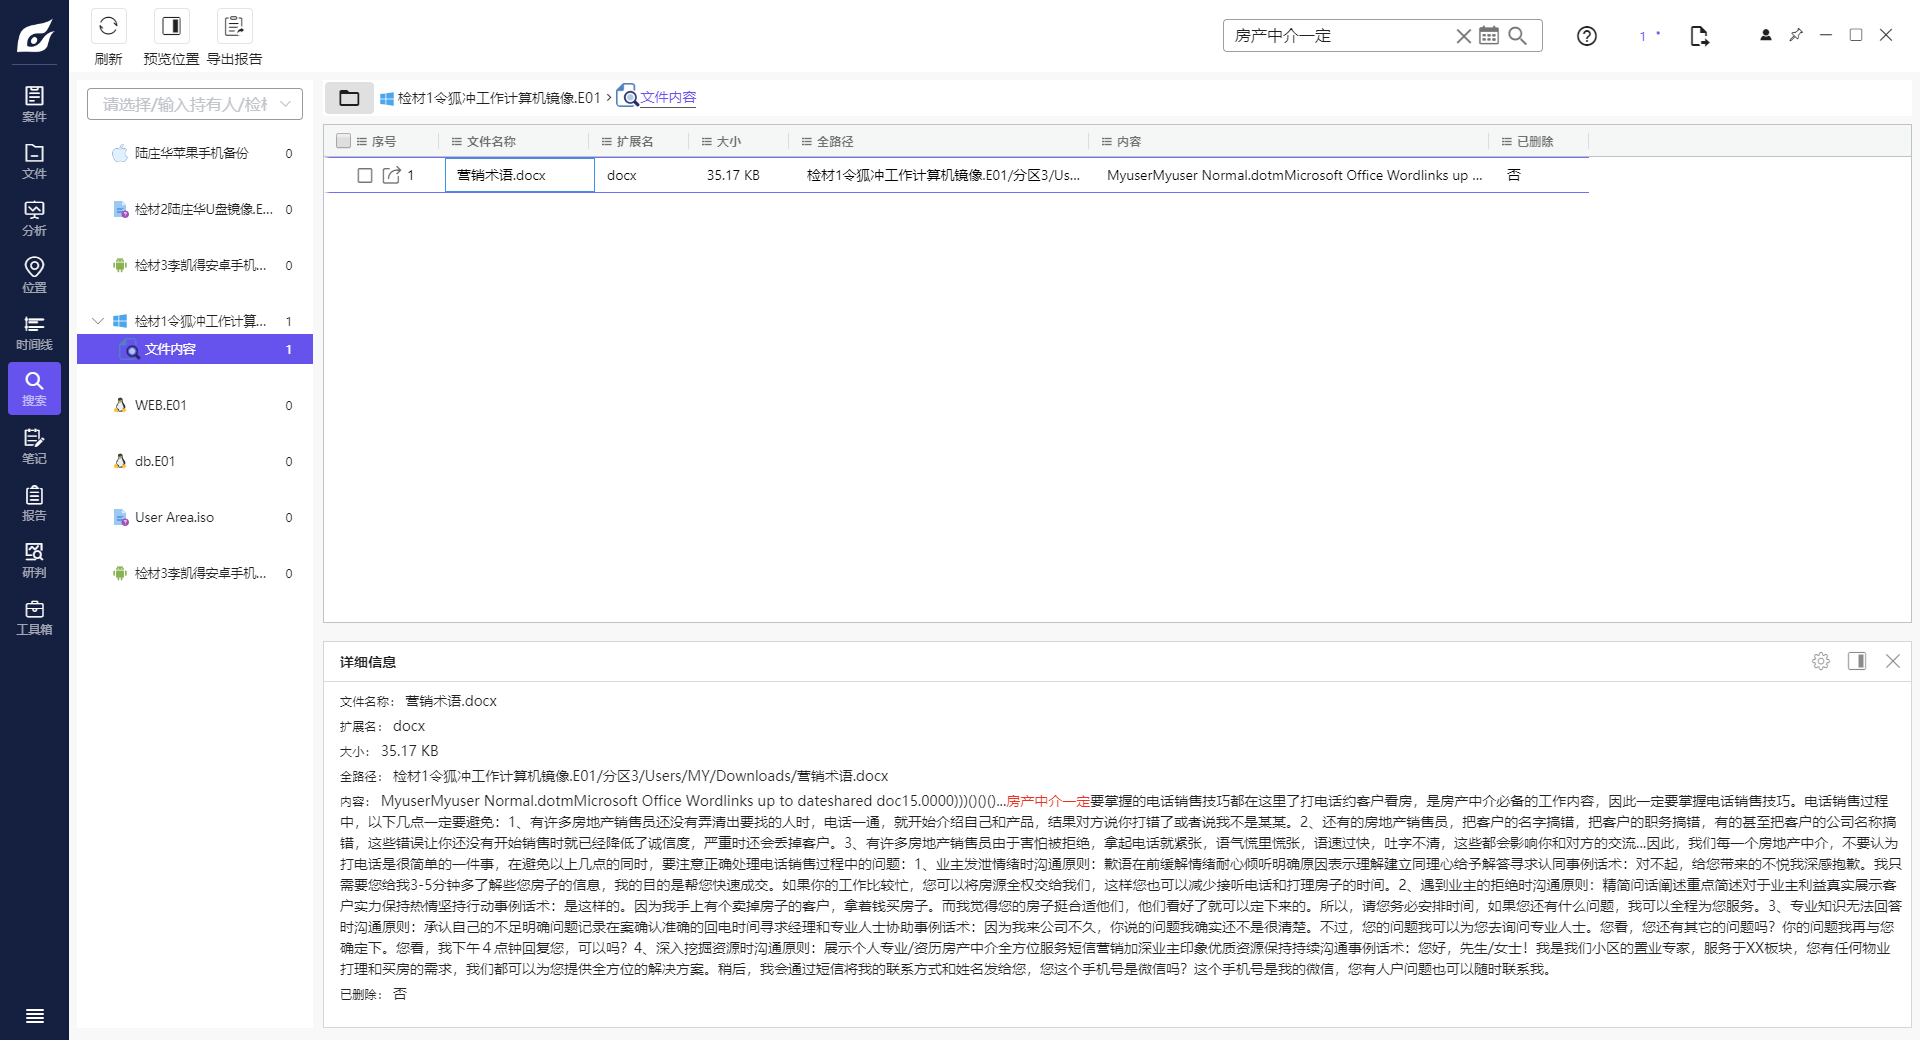 刷新
预览位置
导出报告
房产中介一定
1
案件
文件
分析
位置
时间线
搜索
笔记
报告
研判
工具箱
请选择/输入持有人/检材
陆庄华苹果手机备份 0
检材2陆庄华U盘镜像.E... 0
检材3李凯得安卓手机... 0
检材1令狐冲工作计算... 1
文件内容 1
WEB.E01 0
db.E01 0
User Area.iso 0
检材3李凯得安卓手机... 0
检材1令狐冲工作计算机镜像.E01 > 文件内容
序号 文件名称 扩展名 大小 全路径 内容 已删除
1 营销术语.docx docx 35.17 KB 检材1令狐冲工作计算机镜像.E01/分区3/Us... MyuserMyuser Normal.dotmMicrosoft Office Wordlinks up ... 否
详细信息
文件名称： 营销术语.docx
扩展名： docx
大小： 35.17 KB
全路径： 检材1令狐冲工作计算机镜像.E01/分区3/Users/MY/Downloads/营销术语.docx
内容： MyuserMyuser Normal.dotmMicrosoft Office Wordlinks up to dateshared doc15.0000)))()()()...房产中介一定要掌握的电话销售技巧都在这里了打电话约客户看房，是房产中介必备的工作内容，因此一定要掌握电话销售技巧。电话销售过程
中，以下几点一定要避免：1、有许多房地产销售员还没有弄清出要找的人时，电话一通，就开始介绍自己和产品，结果对方说你打错了或者说我不是某某。2、还有的房地产销售员，把客户的名字搞错，把客户的职务搞错，有的甚至把客户的公司名称搞
错，这些错误让你还没有开始销售时就已经降低了诚信度，严重时还会丢掉客户。3、有许多房地产销售员由于害怕被拒绝，拿起电话就紧张，语气慌里慌张，语速过快，吐字不清，这些都会影响你和对方的交流...因此，我们每一个房地产中介，不要认为
打电话是很简单的一件事，在避免以上几点的同时，要注意正确处理电话销售过程中的问题：1、业主发泄情绪时沟通原则：歉语在前缓解情绪耐心倾听明确原因表示理解建立同理心给予解答寻求认同事例话术：对不起，给您带来的不悦我深感抱歉。我只
需要您给我3-5分钟多了解些您房子的信息，我的目的是帮您快速成交。如果你的工作比较忙，您可以将房源全权交给我们，这样您也可以减少接听电话和打理房子的时间。2、遇到业主的拒绝时沟通原则：精简问话阐述重点简述对于业主利益真实展示客
户实力保持热情坚持行动事例话术：是这样的。因为我手上有个卖掉房子的客户，拿着钱买房子。而我觉得您的房子挺合适他们，他们看好了就可以定下来的。所以，请您务必安排时间，如果您还有什么问题，我可以全程为您服务。3、专业知识无法回答
时沟通原则：承认自己的不足明确问题记录在案确认准确的回电时间寻求经理和专业人士协助事例话术：因为我来公司不久，你说的问题我确实还不是很清楚。不过，您的问题我可以为您去询问专业人士。您看，您还有其它的问题吗？你的问题我再与您
确定下。您看，我下午４点钟回复您，可以吗？4、深入挖掘资源时沟通原则：展示个人专业/资历房产中介全方位服务短信营销加深业主印象优质资源保持持续沟通事例话术：您好，先生/女士！我是我们小区的置业专家，服务于XX板块，您有任何物业
打理和买房的需求，我们都可以为您提供全方位的解决方案。稍后，我会通过短信将我的联系方式和姓名发给您，您这个手机号是微信吗？这个手机号是我的微信，您有人户问题也可以随时联系我。
已删除： 否